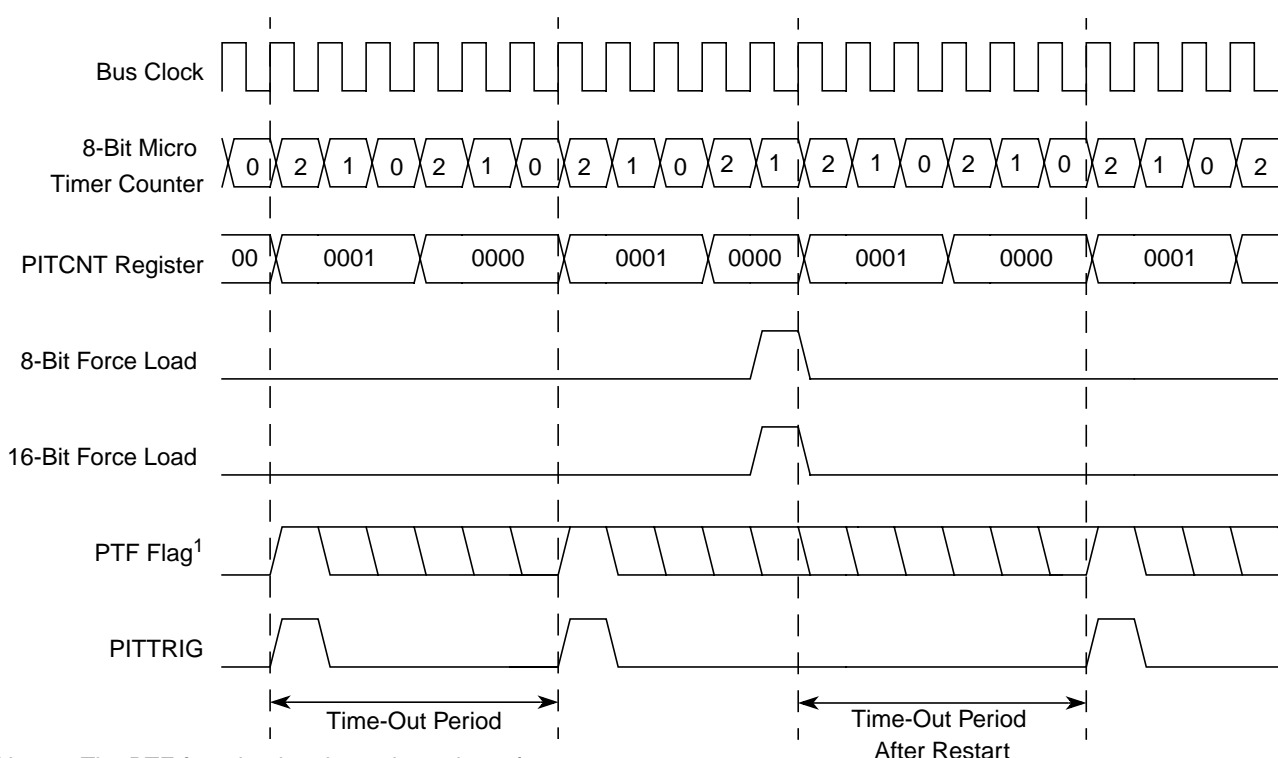 Bus Clock
8-Bit Micro
Timer Counter
0 2 1 0 2 1 0 2 1 0 2 1 2 1 0 2 1 0 2 1 0 2
PITCNT Register
00 0001 0000 0001 0000 0001 0000 0001
8-Bit Force Load
16-Bit Force Load
PTF Flag1
PITTRIG
Time-Out Period
Time-Out Period
After Restart